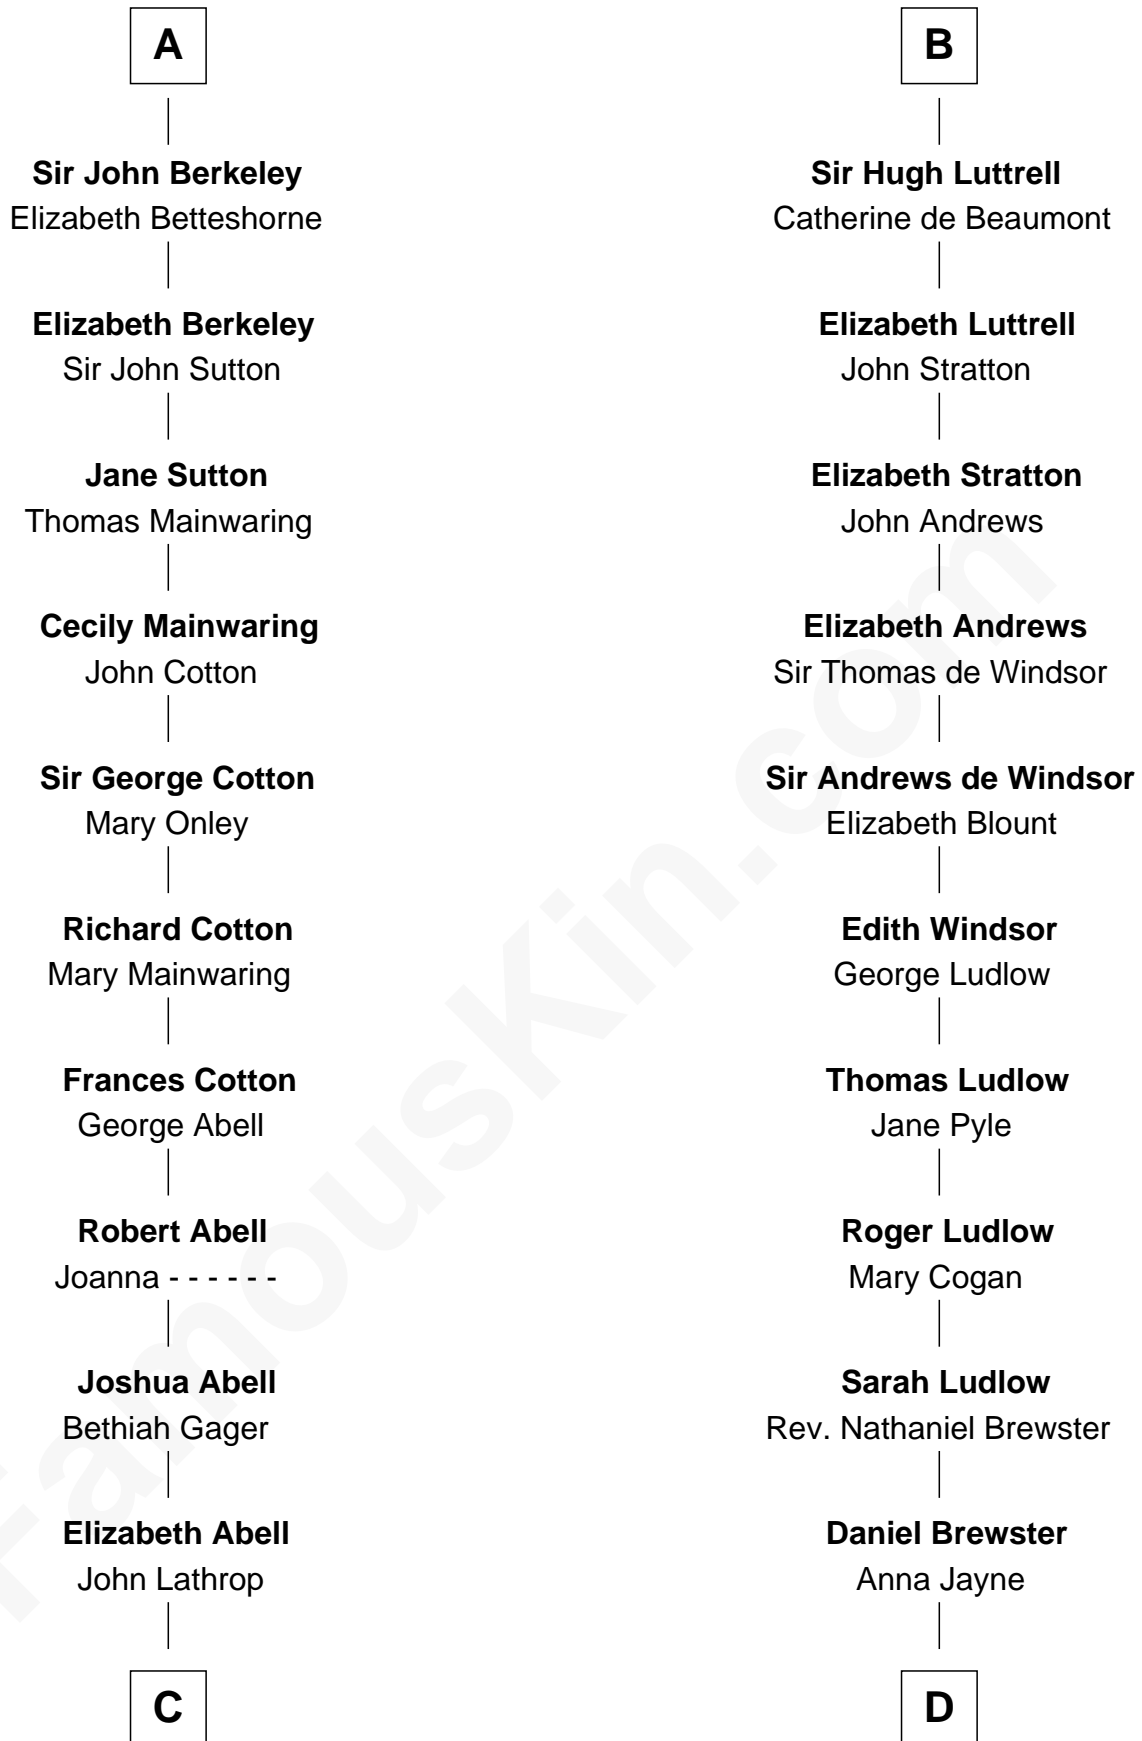 A
Sir John Berkeley
Elizabeth Betteshorne
Elizabeth Berkeley
Sir John Sutton
Jane Sutton
Thomas Mainwaring
Cecily Mainwaring
John Cotton
Sir George Cotton
Mary Onley
Richard Cotton
Mary Mainwaring
Frances Cotton
George Abell
Robert Abell
Joanna - - - - - -
Joshua Abell
Bethiah Gager
Elizabeth Abell
John Lathrop
C
B
Sir Hugh Luttrell
Catherine de Beaumont
Elizabeth Luttrell
John Stratton
Elizabeth Stratton
John Andrews
Elizabeth Andrews
Sir Thomas de Windsor
Sir Andrews de Windsor
Elizabeth Blount
Edith Windsor
George Ludlow
Thomas Ludlow
Jane Pyle
Roger Ludlow
Mary Cogan
Sarah Ludlow
Rev. Nathaniel Brewster
Daniel Brewster
Anna Jayne
D
FamousKin.com